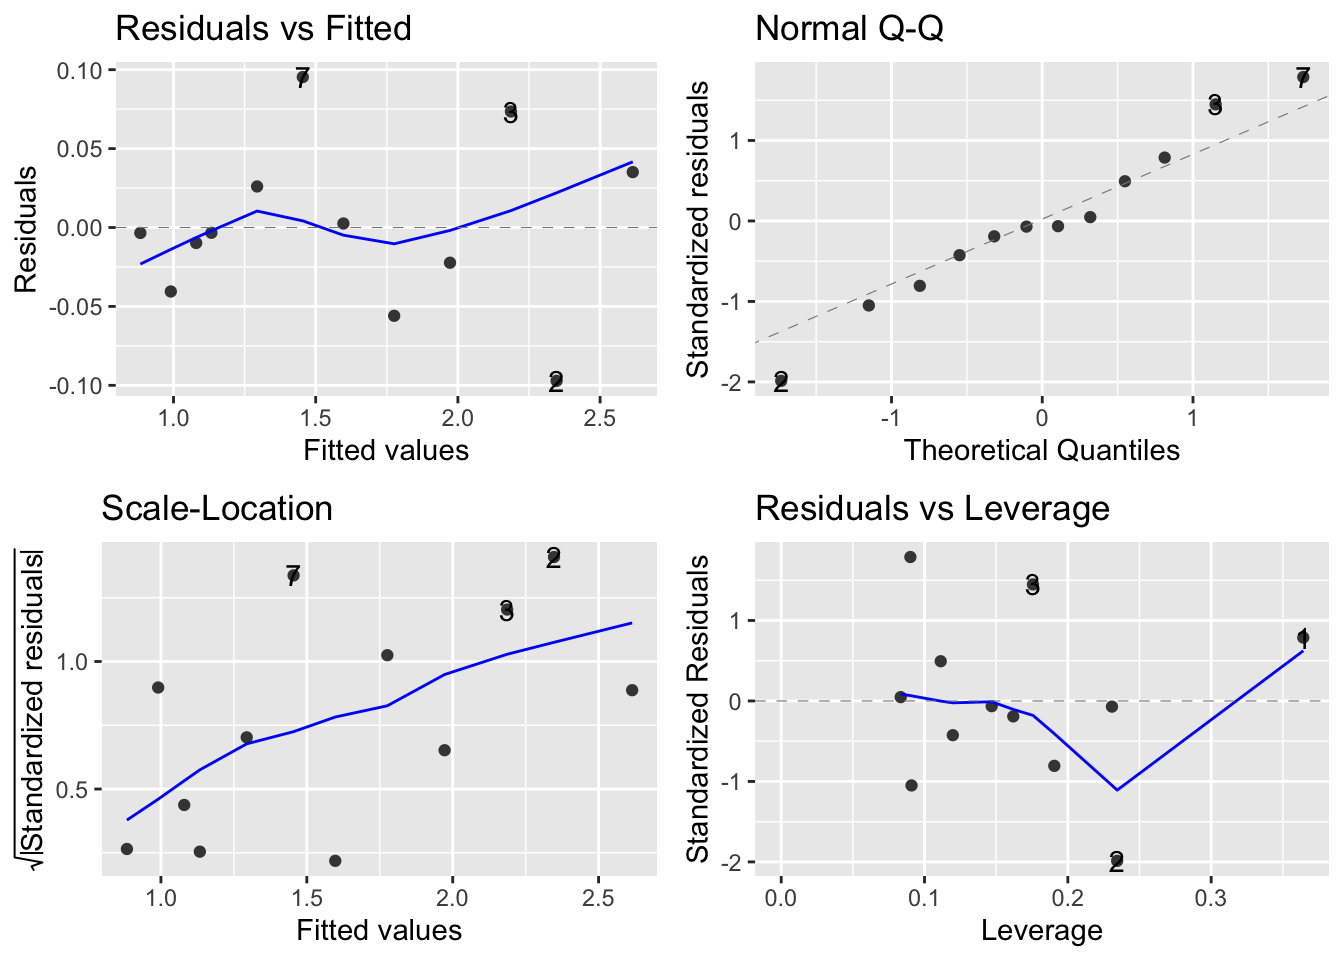 Residuals vs Fitted
7
3
2
0.10
0.05
0.00
-0.05
-0.10
1.0 1.5 2.0 2.5
Fitted values
Residuals
Normal Q-Q
7
3
2
1
0
-1
-2
-1 0 1
Theoretical Quantiles
Standardized residuals
Scale-Location
2
7
3
1.0
0.5
1.0 1.5 2.0 2.5
Fitted values
√|Standardized residuals|
Residuals vs Leverage
3
1
2
1
0
-1
-2
0.0 0.1 0.2 0.3
Leverage
Standardized Residuals